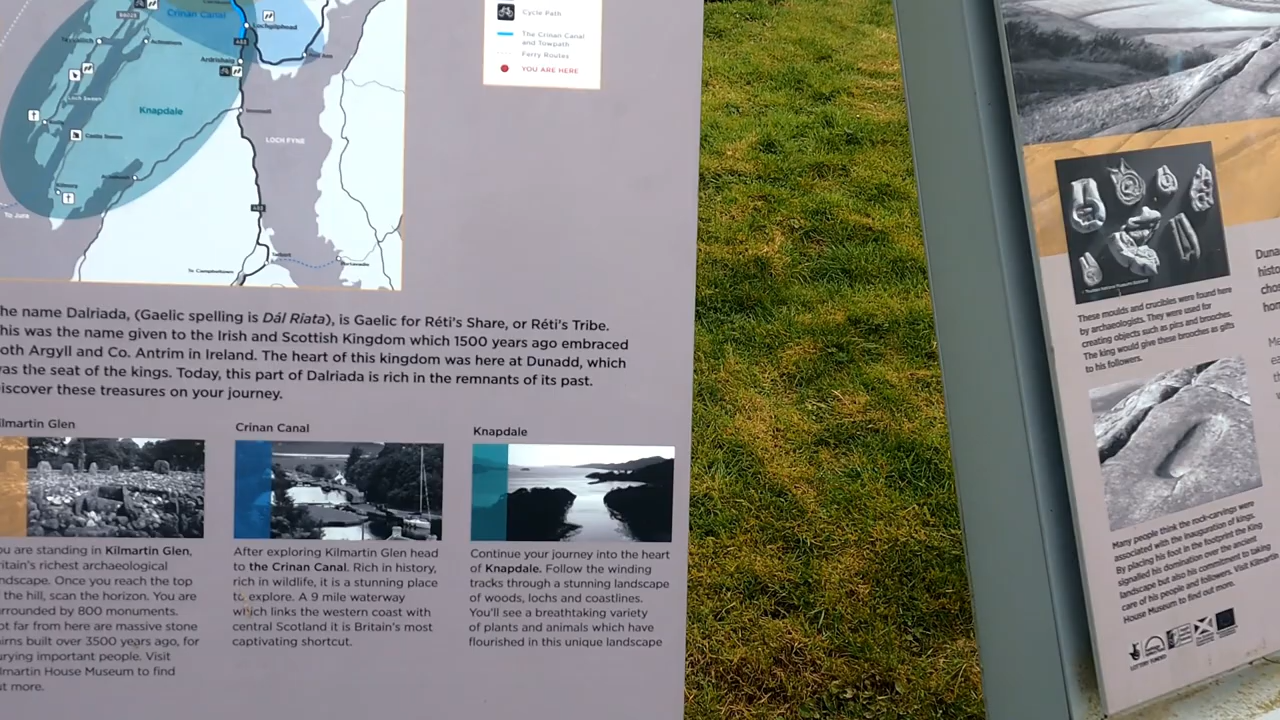 Crinan Canal
Lochgilphead
Ardrishaig
Knapdale
LOCH FYNE
A83
To Jura
To Campbeltown
Tarbert
Portavadie
Cycle Path
The Crinan Canal
and Towpath
Ferry Routes
YOU ARE HERE
he name Dalriada, (Gaelic spelling is Dál Riata), is Gaelic for Réti's Share, or Réti's Tribe.
his was the name given to the Irish and Scottish Kingdom which 1500 years ago embraced
oth Argyll and Co. Antrim in Ireland. The heart of this kingdom was here at Dunadd, which
as the seat of the kings. Today, this part of Dalriada is rich in the remnants of its past.
iscover these treasures on your journey.
ilmartin Glen
ou are standing in Kilmartin Glen,
ritain's richest archaeological
ndscape. Once you reach the top
f the hill, scan the horizon. You are
rrounded by 800 monuments.
ot far from here are massive stone
irns built over 3500 years ago, for
urying important people. Visit
lmartin House Museum to find
ut more.
Crinan Canal
After exploring Kilmartin Glen head
to the Crinan Canal. Rich in history,
rich in wildlife, it is a stunning place
to explore. A 9 mile waterway
which links the western coast with
central Scotland it is Britain's most
captivating shortcut.
Knapdale
Continue your journey into the heart
of Knapdale. Follow the winding
tracks through a stunning landscape
of woods, lochs and coastlines.
You'll see a breathtaking variety
of plants and animals which have
flourished in this unique landscape
These moulds and crucibles were found here
by archaeologists. They were used for
creating objects such as pins and brooches.
The king would give these brooches as gifts
to his followers.
Many people think the rock-carvings were
associated with the inauguration of kings.
By placing his foot in the footprint the King
signalled his domination over the ancient
landscape but also his commitment to taking
care of his people and followers. Visit Kilmart
House Museum to find out more.
LOTTERY FUNDED
Duna
histo
chos
hom
Me